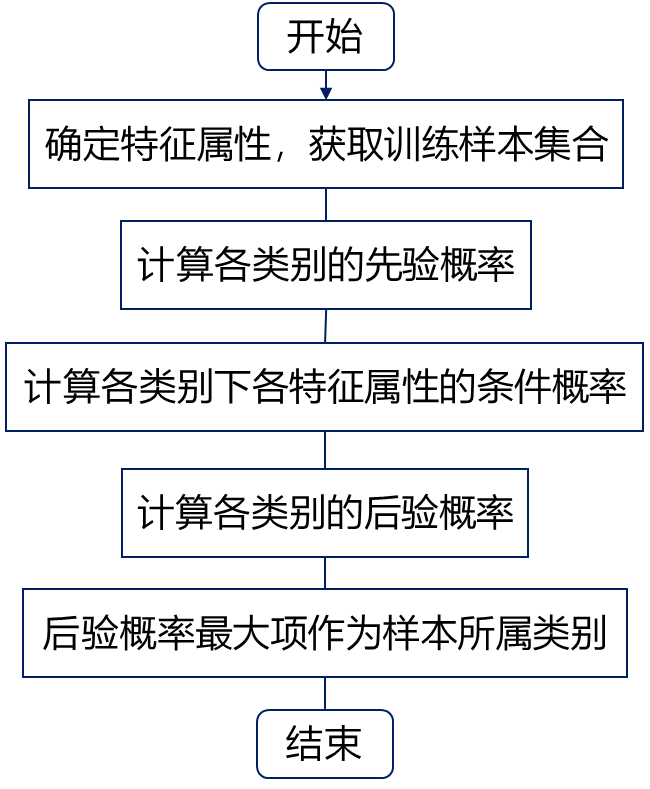 开始
确定特征属性，获取训练样本集合
计算各类别的先验概率
计算各类别下各特征属性的条件概率
计算各类别的后验概率
后验概率最大项作为样本所属类别
结束